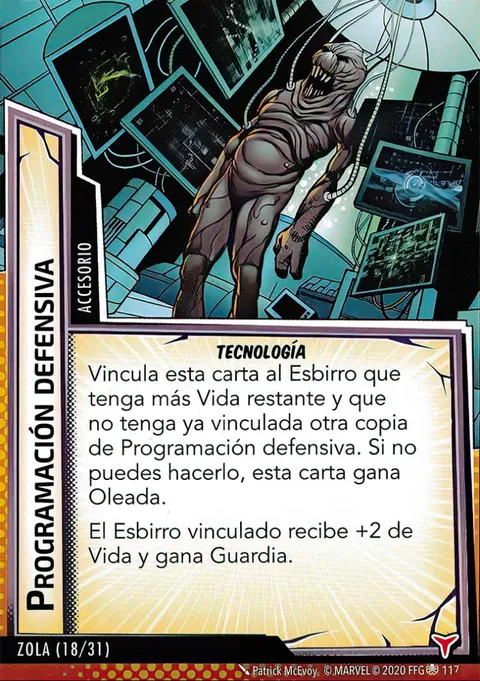 PROGRAMACIÓN DEFENSIVA
ACCESORIO
TECNOLOGÍA
Vincula esta carta al Esbirro que
tenga más Vida restante y que
no tenga ya vinculada otra copia
de Programación defensiva. Si no
puedes hacerlo, esta carta gana
Oleada.
El Esbirro vinculado recibe +2 de
Vida y gana Guardia.
ZOLA (18/31)
Patrick McEvoy © MARVEL © 2020 FFG 117